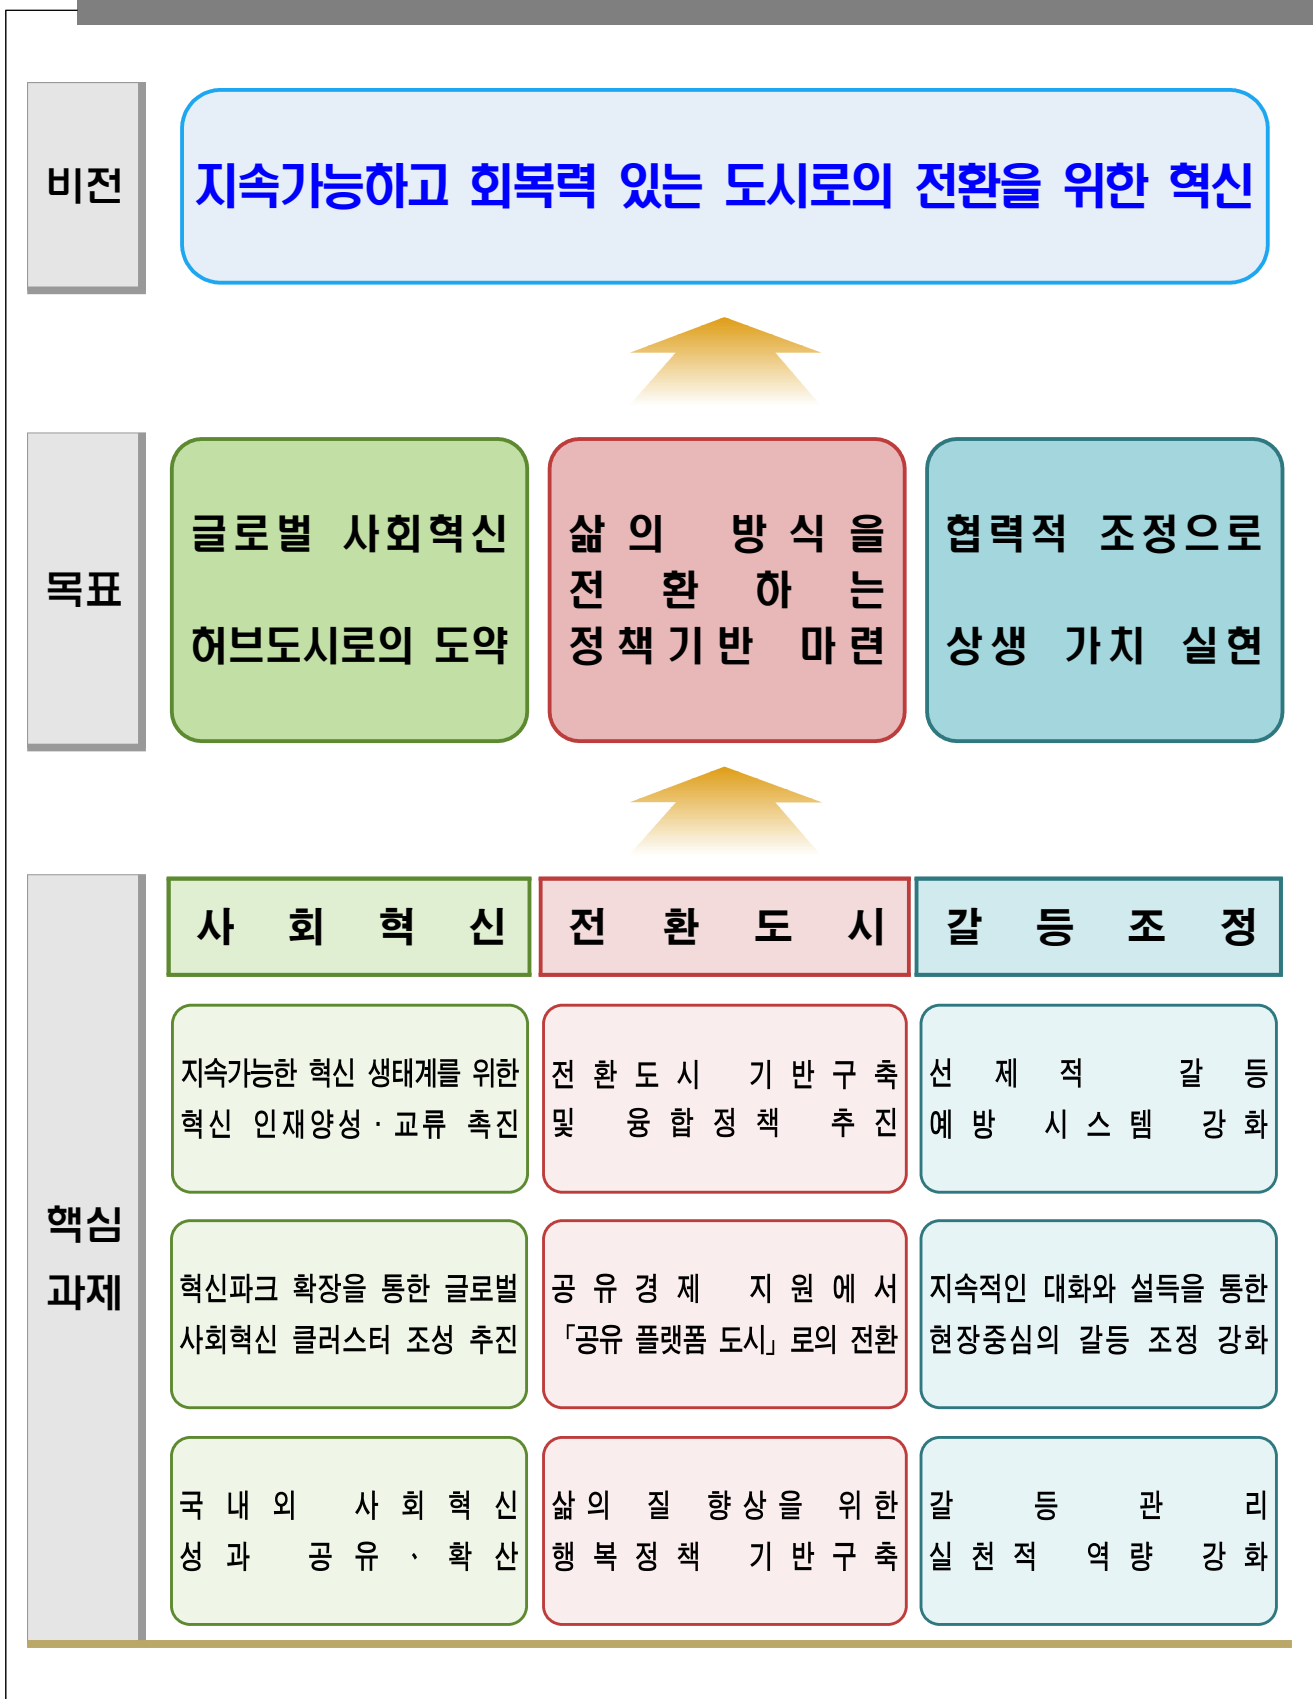 비전
지속가능하고 회복력 있는 도시로의 전환을 위한 혁신
목표
글로벌 사회혁신
허브도시로의 도약
삶의 방식을
전환하는
정책기반 마련
협력적 조정으로
상생 가치 실현
핵심
과제
사회혁신
전환도시
갈등조정
지속가능한 혁신 생태계를 위한
혁신 인재양성·교류 촉진
전환도시 기반구축
및 융합정책 추진
선제적 갈등
예방 시스템 강화
혁신파크 확장을 통한 글로벌
사회혁신 클러스터 조성 추진
공유경제 지원에서
「공유 플랫폼 도시」로의 전환
지속적인 대화와 설득을 통한
현장중심의 갈등 조정 강화
국내외 사회혁신
성과 공유、확산
삶의 질 향상을 위한
행복정책 기반구축
갈등관리
실천적 역량 강화